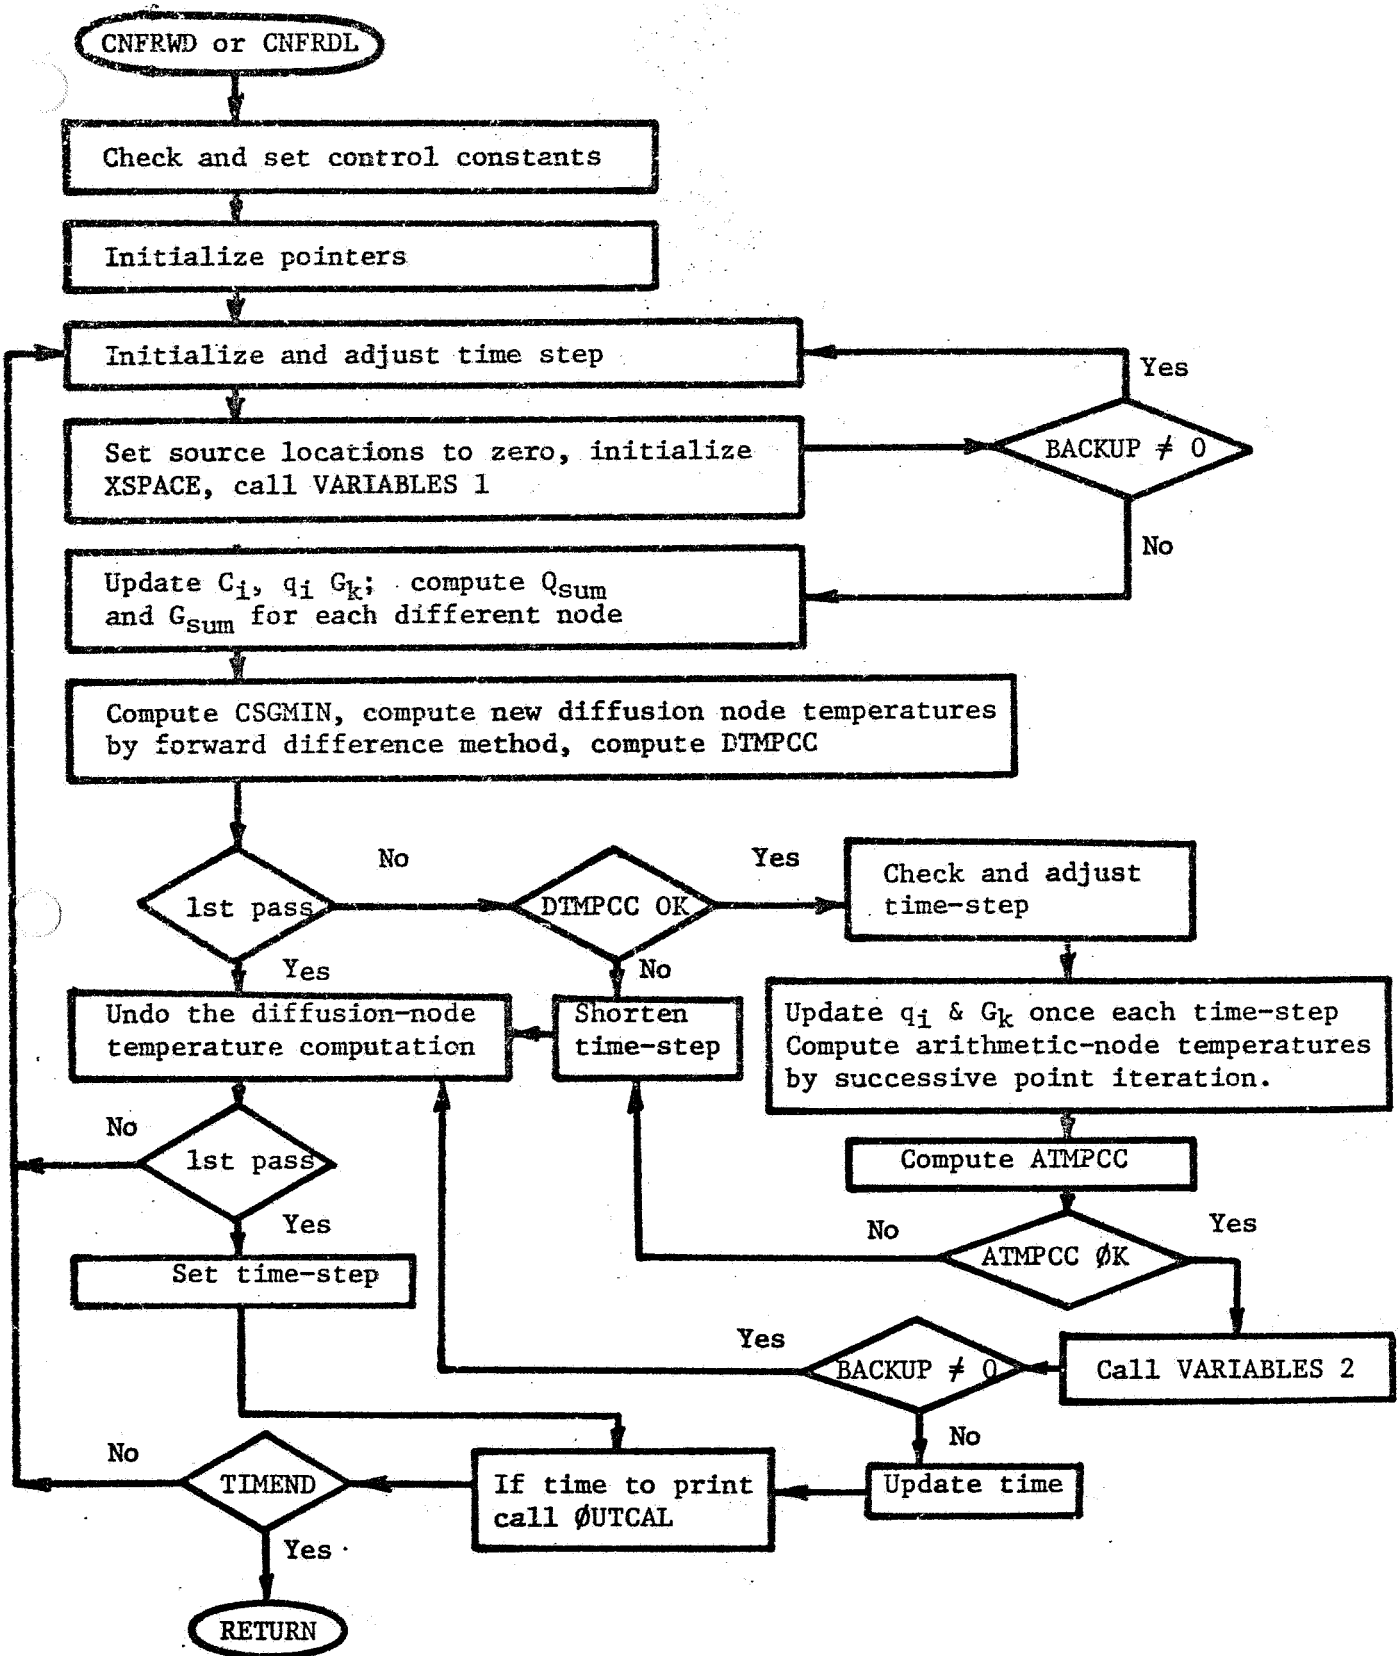 CNFRWD or CNFRDL
Check and set control constants
Initialize pointers
Initialize and adjust time step
Yes
Set source locations to zero, initialize
XSPACE, call VARIABLES 1
BACKUP ≠ 0
No
Update Ci, qi Gk; compute Qsum
and Gsum for each different node
Compute CSGMIN, compute new diffusion node temperatures
by forward difference method, compute DTMPCC
1st pass
No
DTMPCC OK
Yes
Check and adjust
time-step
Yes
No
Undo the diffusion-node
temperature computation
Shorten
time-step
Update qi & Gk once each time-step
Compute arithmetic-node temperatures
by successive point iteration.
No
1st pass
Compute ATMPCC
Yes
No
ATMPCC ØK
Yes
Set time-step
Yes
BACKUP ≠ 0
Call VARIABLES 2
No
No
TIMEND
If time to print
call ØUTCAL
Update time
Yes
RETURN